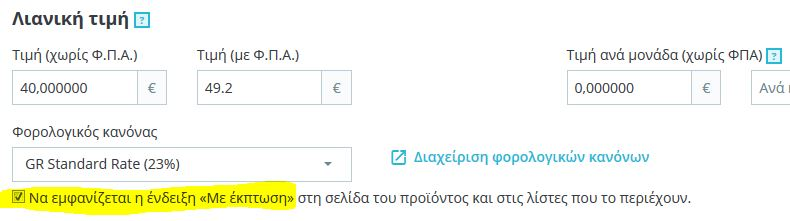 Λιανική τιμή ?
Τιμή (χωρίς Φ.Π.Α.) Τιμή (με Φ.Π.Α.) Τιμή ανά μονάδα (χωρίς ΦΠΑ) ?
40,000000 € 49.2 € 0,000000 € Ανά
Φορολογικός κανόνας
GR Standard Rate (23%) Διαχείριση φορολογικών κανόνων
Να εμφανίζεται η ένδειξη «Με έκπτωση» στη σελίδα του προϊόντος και στις λίστες που το περιέχουν.